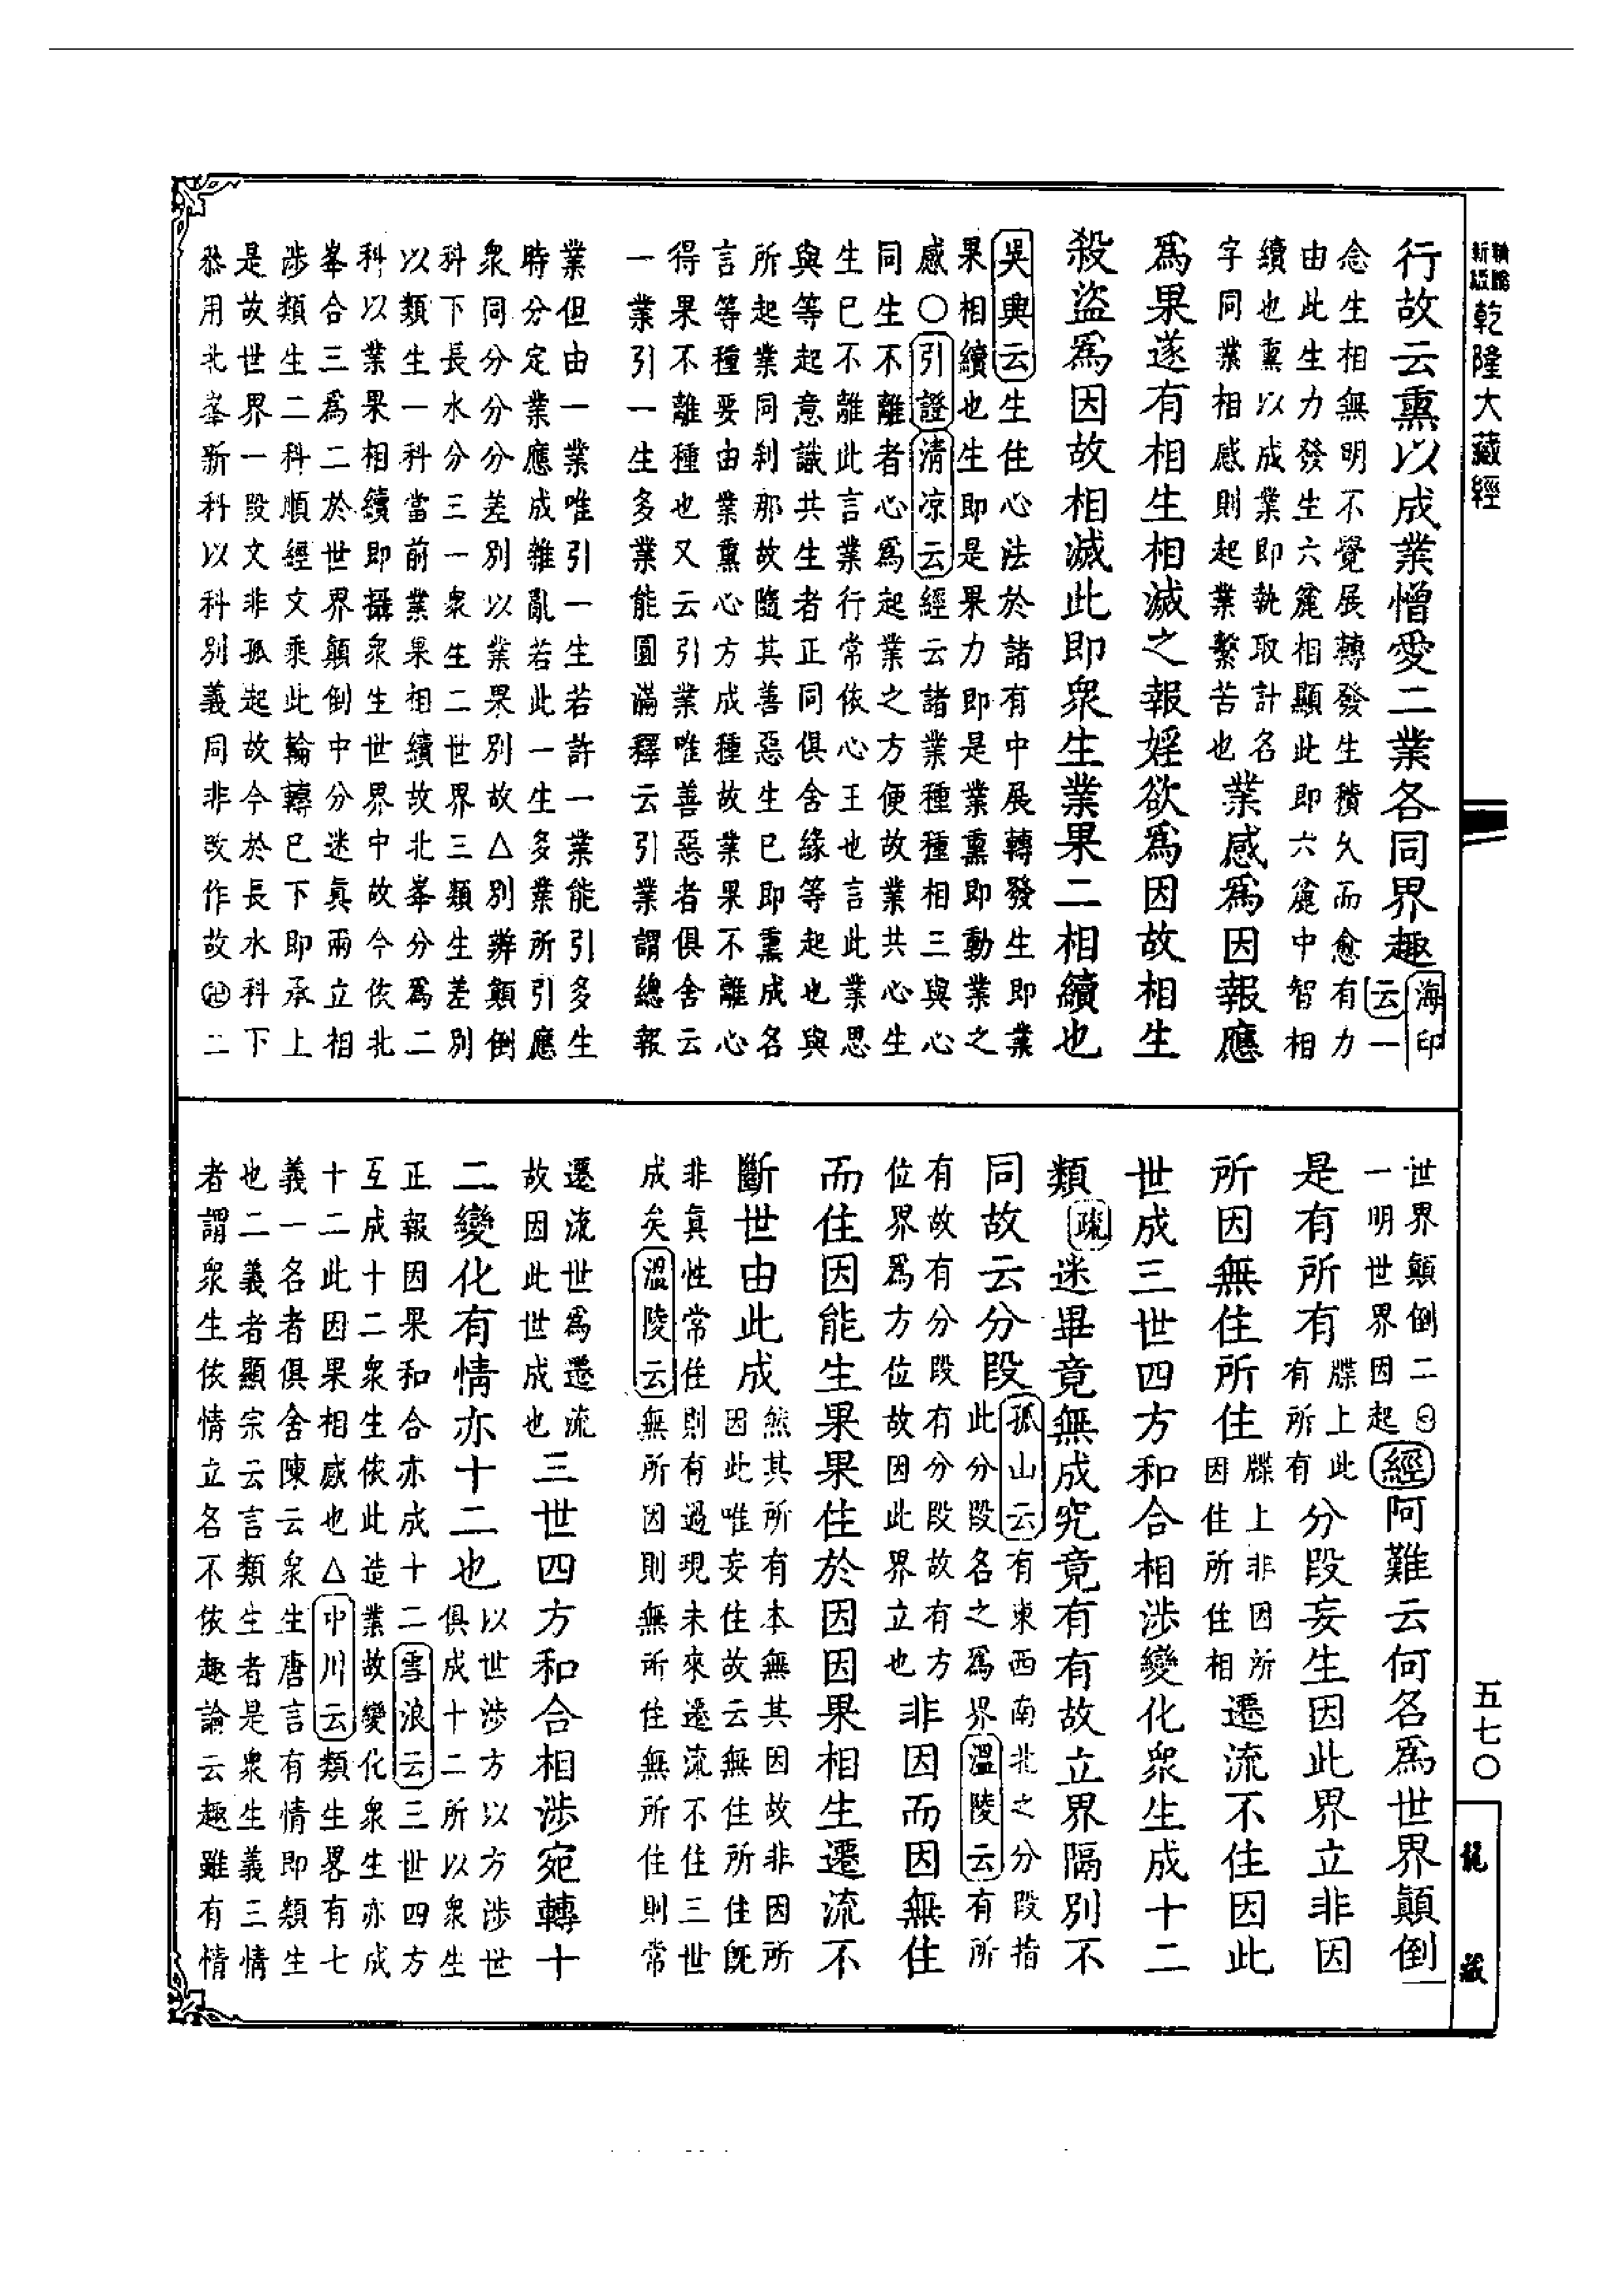 乾隆大藏經
行故云熏以成業憎愛二業各同界趣海印
云一
念生相無明不覺展轉發生積久而愈有力
由此生力發生六麄相顯此即六麄中智相
續也熏以成業即執取計名
字同業相感則起業繫苦也
業感爲因報應
爲果遂有相生相滅之報婬欲爲因故相生
殺盜爲因故相滅此即衆生業果二相續也
吳興云生住心法於諸有中展轉發生即業
果相續也生即是果力即是業熏即動業之
感○引證清凉云經云諸業種種相三與心
同生不離者心爲起業之方便故業共心生
生已不離此言業行常依心王也言此業思
與等起意識共生者正同俱舍緣等起也與
所起業同刹那故隨其善惡生已即熏成名
言等種要由業熏心方成種故業果不離心
得果不離種也又云引業唯善惡者俱舍云
一業引一生多業能圓滿釋云引業謂總報
業但由一業唯引一生若許一業能引多生
時分定業應成雜亂若此一生多業所引應
衆同分分分差別以業果別故△別辨顛倒
科下長水分三一衆生二世界三類生差別
以類生一科當前業果相續故北峯分爲二
科以業果相續即攝衆生世界中故今依北
峯合三爲二於世界顛倒中分迷真兩立相
涉類生二科順經文乘此輪轉已下即承上
是故世界一段文非孤起故今於長水科下
恭用北峯新科以科別義同非改作故㊉二
世界顛倒二
一明世界因起
經阿難云何名爲世界顛倒
是有所有
牒上此
有所有
分段妄生因此界立非因
所因無住所住
牒上非因所
因住所住相
遷流不住因此
世成三世四方和合相涉變化衆生成十二
類疏迷畢竟無成究竟有有故立界隔別不
同故云分段孤山云有東西南北之分段指
此分段名之爲界溫陵云有所
有故有分段有分段故有方
位界爲方位故因此界立也
非因而因無住
而住因能生果果住於因因果相生遷流不
斷世由此成
然其所有本無其因故非因所
因此唯妄住故云無住所住旣
非真性常住則有過現未來遷流不住三世
成矣溫陵云無所因則無所住無所住則常
遷流世爲遷流
故因此世成也
三世四方和合相涉宛轉十
二變化有情亦十二也
以世涉方以方涉世
俱成十二所以衆生
正報因果和合亦成十二雪浪云三世四方
互成十二衆生依此造業故變化衆生亦成
十二此因果相感也△中川云類生畧有七
義一名者俱舍陳云衆生唐言有情即類生
也二義者顯宗云言類生者是衆生義三情
者謂衆生依情立名不依趣論云趣雖有情
五七〇
龍藏